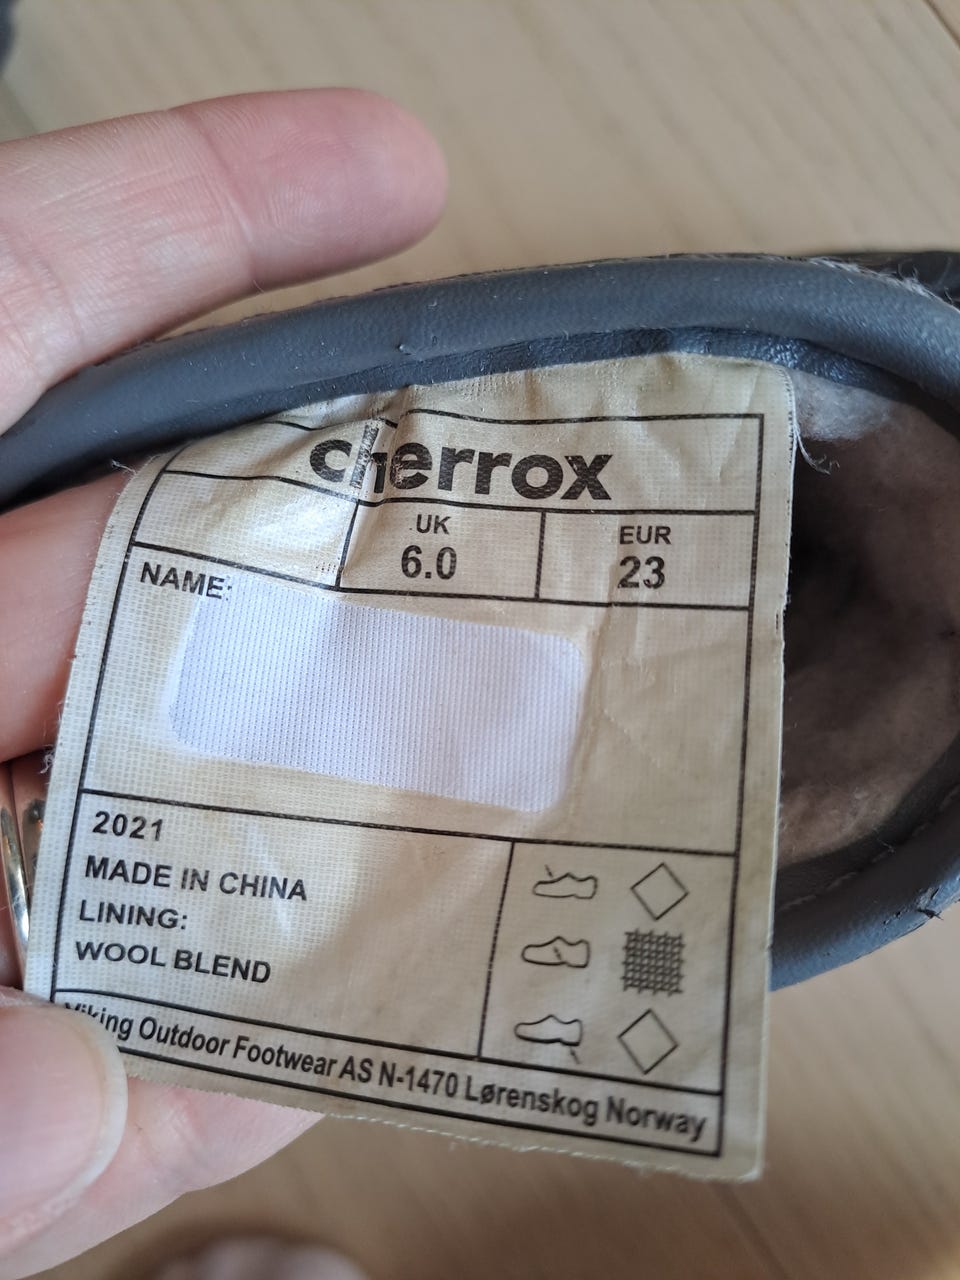 cherrox
UK
6.0
EUR
23
NAME:
2021
MADE IN CHINA
LINING:
WOOL BLEND
Viking Outdoor Footwear AS N-1470 Lørenskog Norway